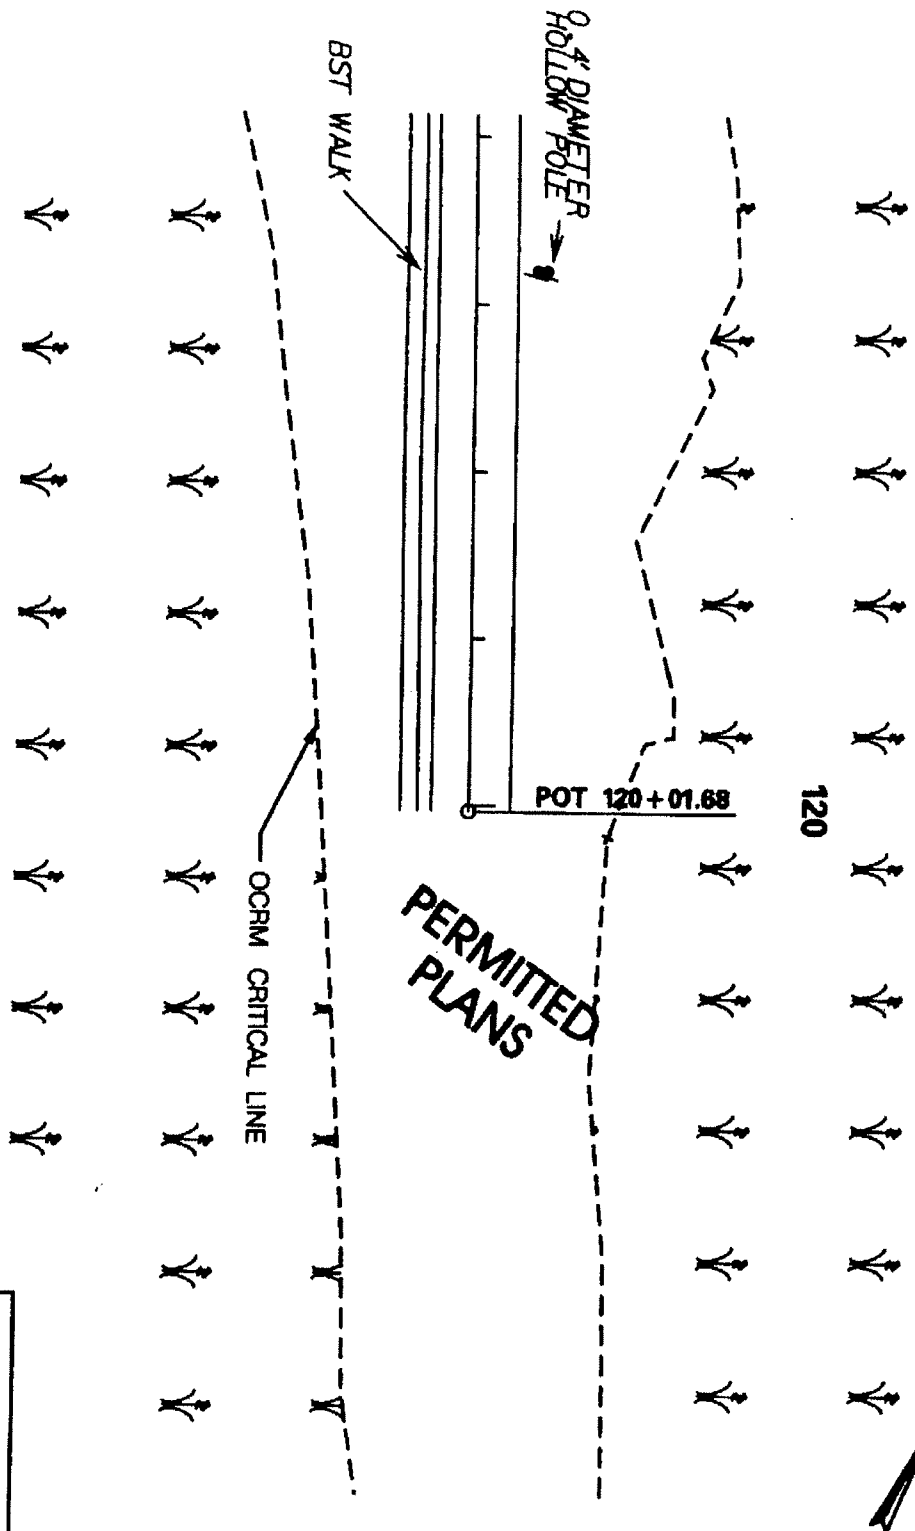 0.4' DIAMETER
HOLLOW POLE
BST WALK
POT 120+01.68
120
PERMITTED
PLANS
OCRM CRITICAL LINE